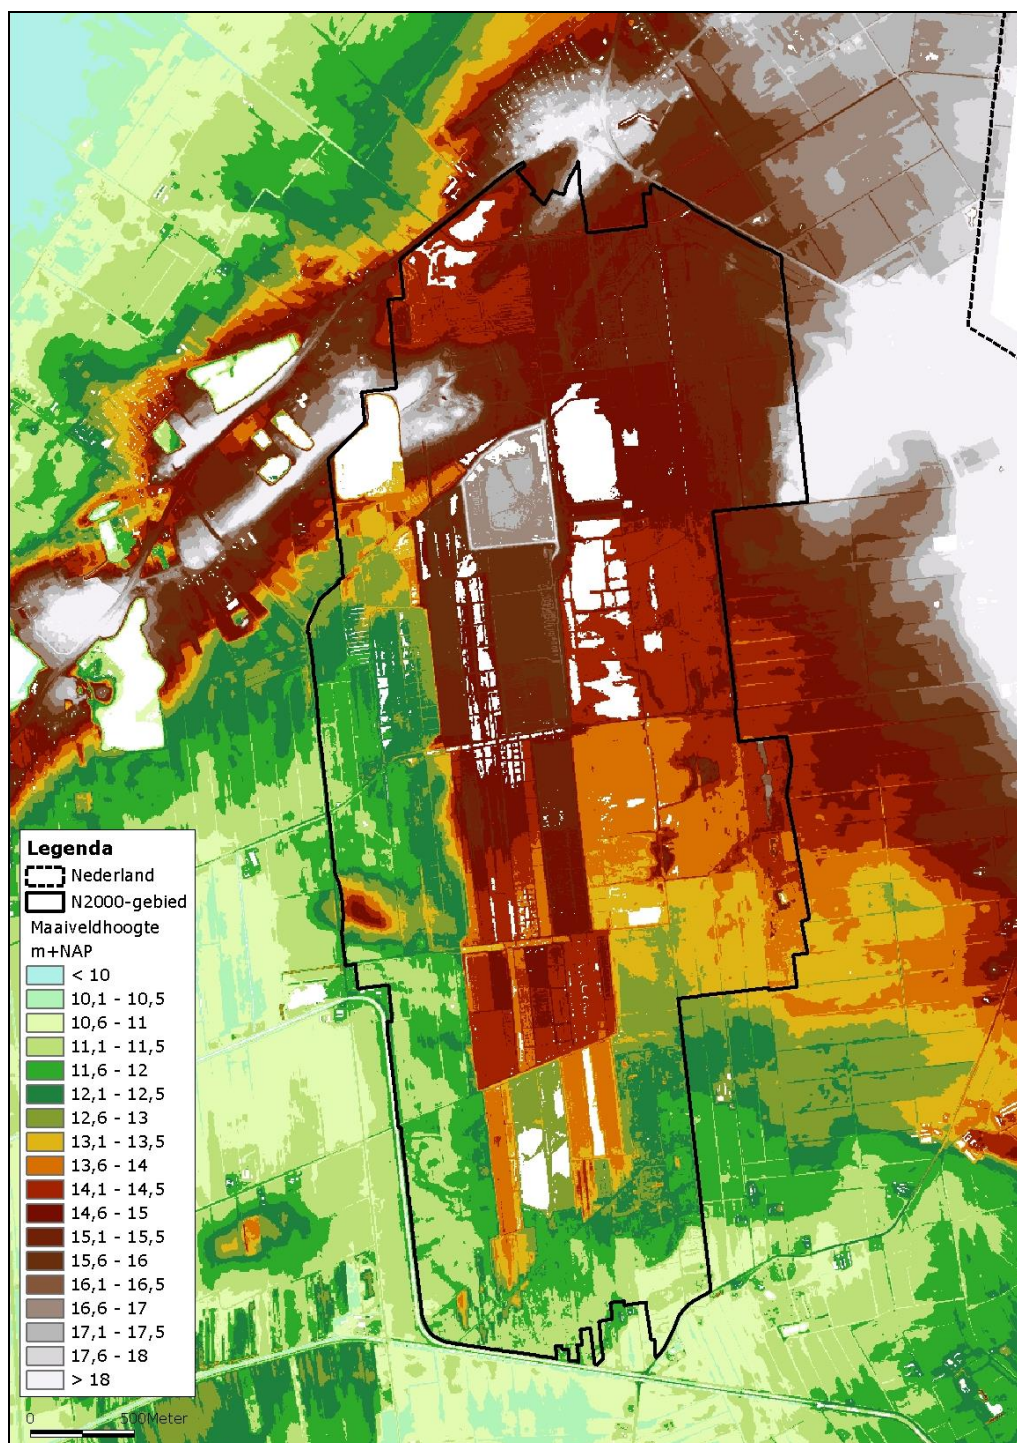 Legenda
Nederland
N2000-gebied
Maaiveldhoogte
m+NAP
< 10
10,1 - 10,5
10,6 - 11
11,1 - 11,5
11,6 - 12
12,1 - 12,5
12,6 - 13
13,1 - 13,5
13,6 - 14
14,1 - 14,5
14,6 - 15
15,1 - 15,5
15,6 - 16
16,1 - 16,5
16,6 - 17
17,1 - 17,5
17,6 - 18
> 18
0 500Meter